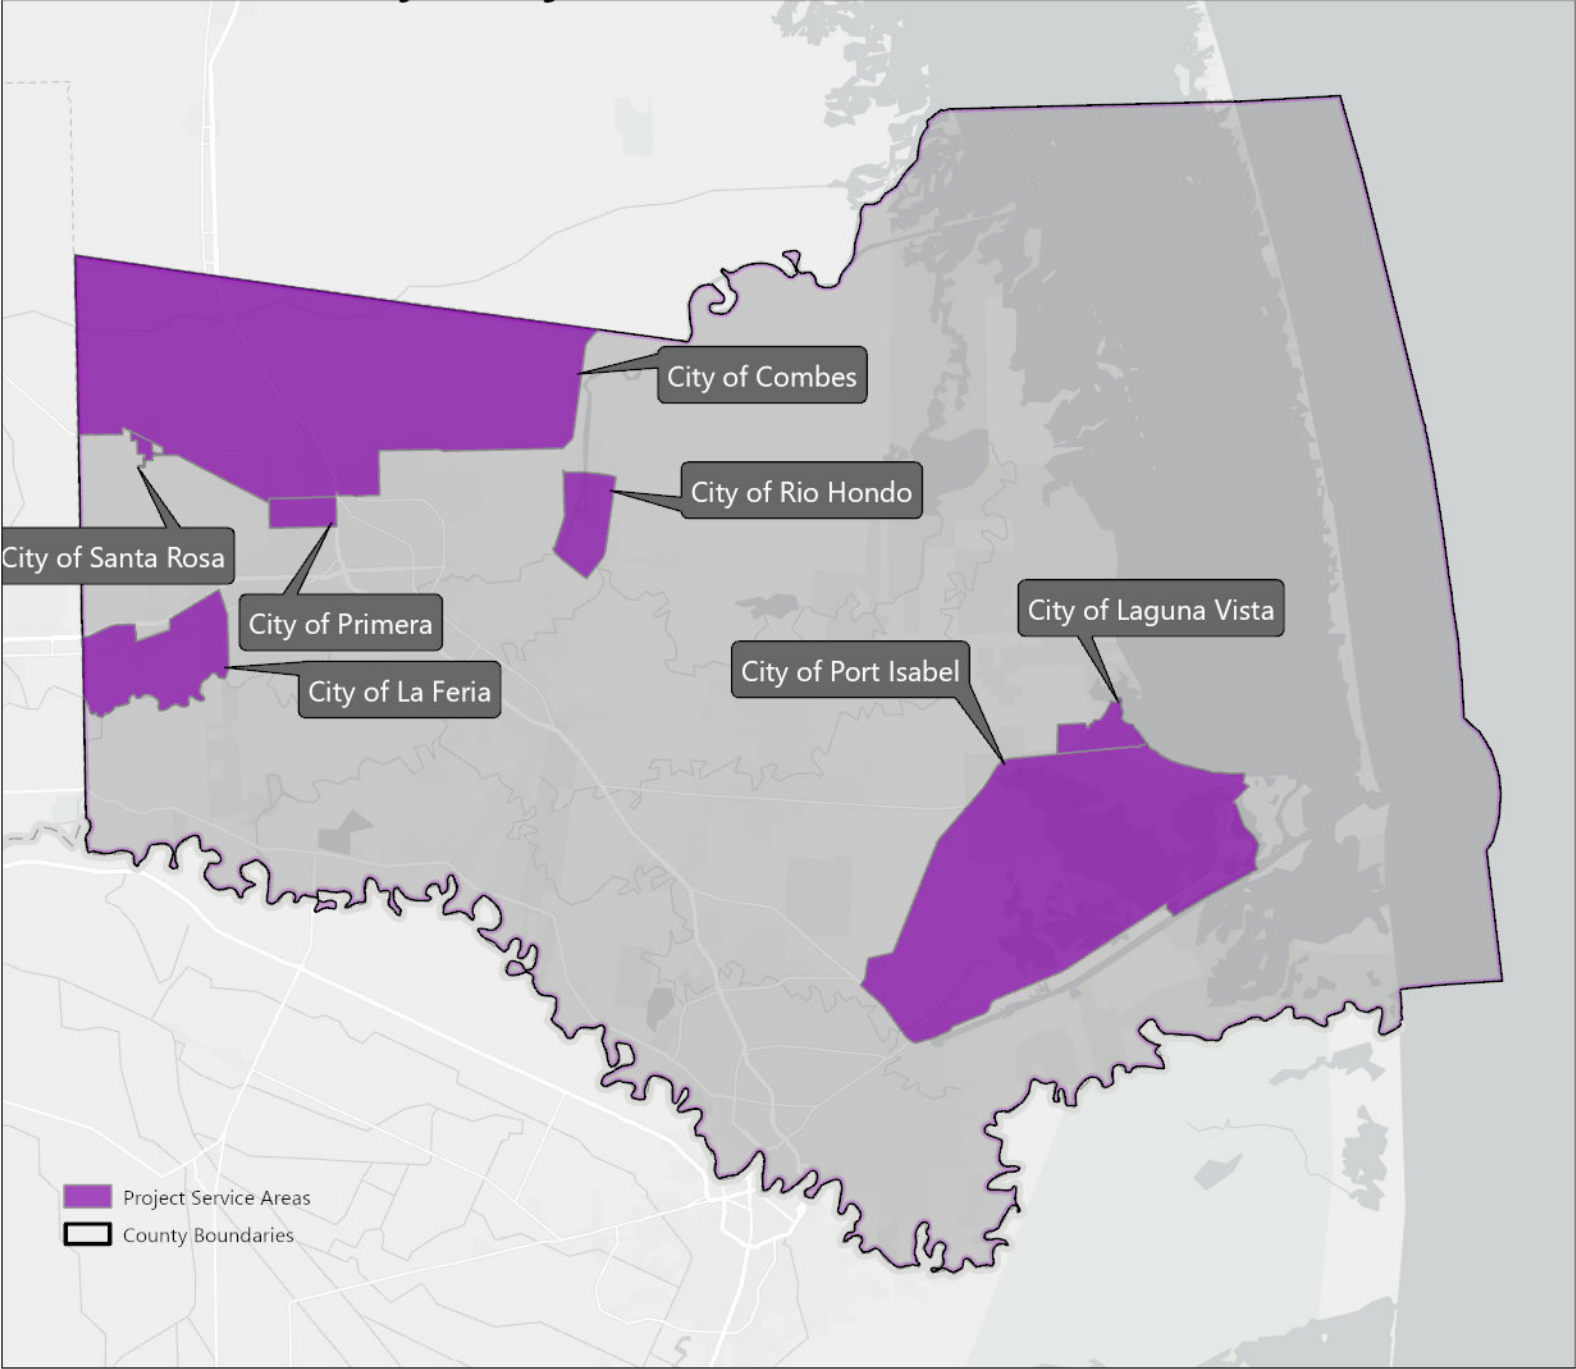 City of Combes
City of Rio Hondo
City of Santa Rosa
City of Primera
City of Laguna Vista
City of Port Isabel
City of La Feria
Project Service Areas
County Boundaries